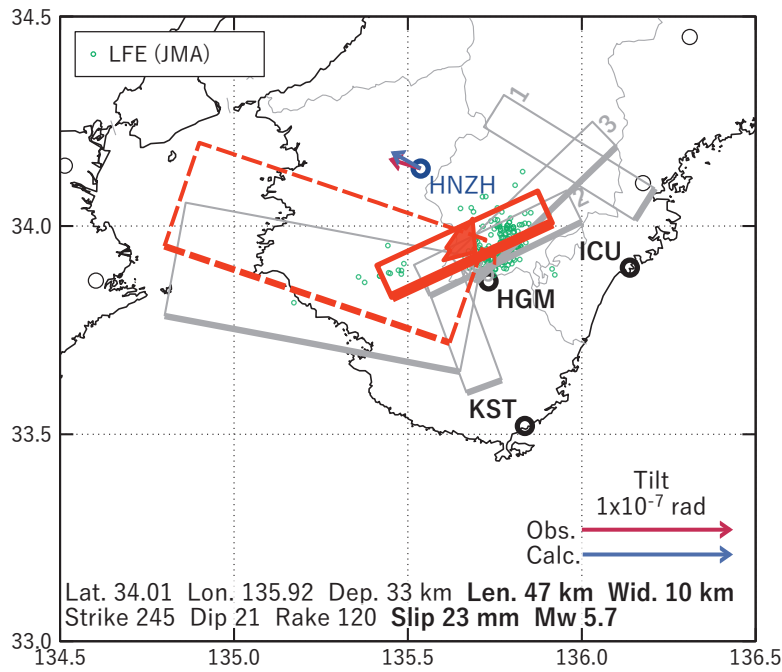 34.5
LFE (JMA)
1
3
HNZH
2
34.0
ICU
HGM
KST
33.5
Tilt
1x10⁻⁷ rad
Obs.
Calc.
Lat. 34.01 Lon. 135.92 Dep. 33 km Len. 47 km Wid. 10 km
Strike 245 Dip 21 Rake 120 Slip 23 mm Mw 5.7
33.0
134.5 135.0 135.5 136.0 136.5